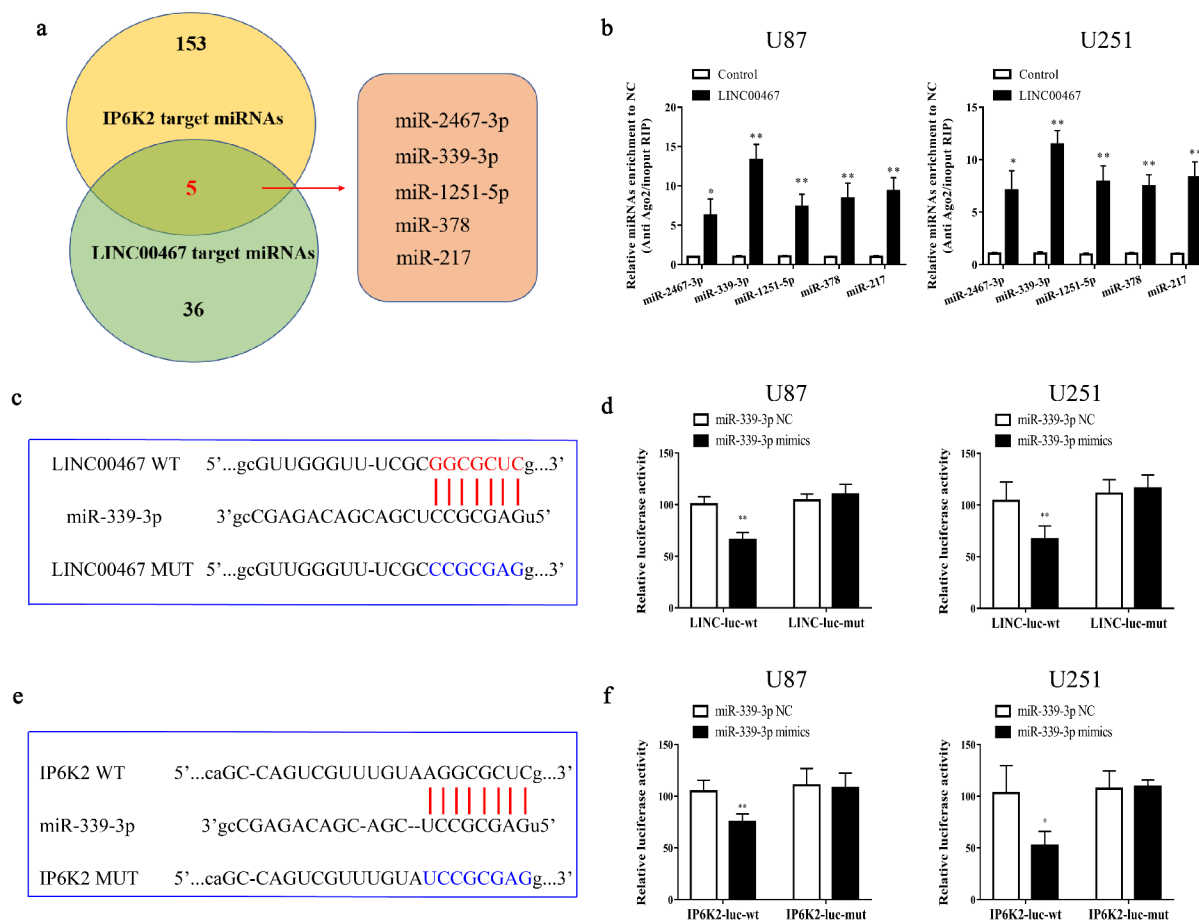 a
153
IP6K2 target miRNAs
5
LINC00467 target miRNAs
36
miR-2467-3p
miR-339-3p
miR-1251-5p
miR-378
miR-217
b
U87
Control
LINC00467
Relative miRNAs enrichment to NC
(Anti Ago2/inoput RIP)
20
15
10
5
0
*
**
**
**
**
miR-2467-3p
miR-339-3p
miR-1251-5p
miR-378
miR-217
U251
Control
LINC00467
Relative miRNAs enrichment to NC
(Anti Ago2/inoput RIP)
15
10
5
0
*
**
**
**
**
miR-2467-3p
miR-339-3p
miR-1251-5p
miR-378
miR-217
c
LINC00467 WT 5’...gcGUUGGGUU-UCGCGGCGCUCg...3’
miR-339-3p 3’gcCGAGACAGCAGCUCCGCGAGu5’
LINC00467 MUT 5’...gcGUUGGGUU-UCGCCCGCGAGg...3’
d
U87
miR-339-3p NC
miR-339-3p mimics
Relative luciferase activity
150
100
50
0
**
LINC-luc-wt
LINC-luc-mut
U251
miR-339-3p NC
miR-339-3p mimics
Relative luciferase activity
150
100
50
0
**
LINC-luc-wt
LINC-luc-mut
e
IP6K2 WT 5’...caGC-CAGUCGUUUGUAAGGCGCUCg...3’
miR-339-3p 3’gcCGAGACAGC-AGC--UCCGCGAGu5’
IP6K2 MUT 5’...caGC-CAGUCGUUUGUAUCCGCGAGg...3’
f
U87
miR-339-3p NC
miR-339-3p mimics
Relative luciferase activity
150
100
50
0
**
IP6K2-luc-wt
IP6K2-luc-mut
U251
miR-339-3p NC
miR-339-3p mimics
Relative luciferase activity
150
100
50
0
*
IP6K2-luc-wt
IP6K2-luc-mut